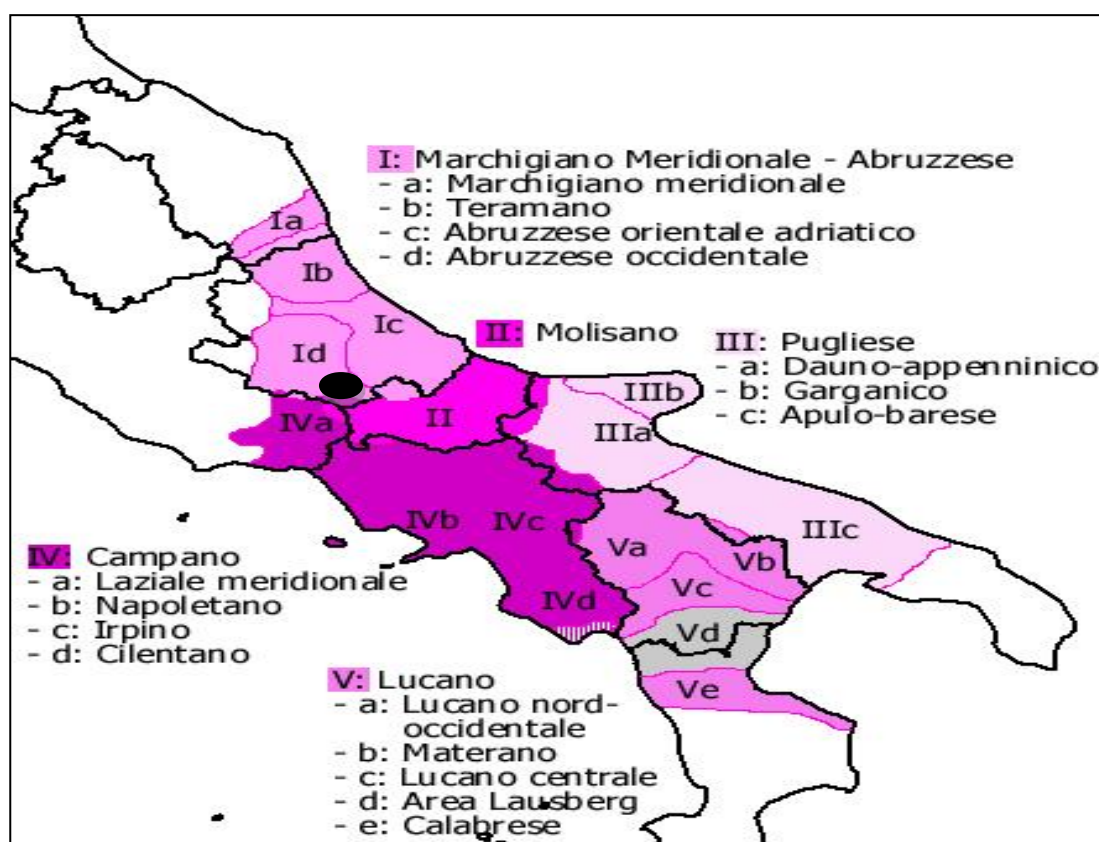 I: Marchigiano Meridionale - Abruzzese
- a: Marchigiano meridionale
- b: Teramano
- c: Abruzzese orientale adriatico
- d: Abruzzese occidentale
Ia
Ib
Ic
Id
II: Molisano
III: Pugliese
- a: Dauno-appenninico
- b: Garganico
- c: Apulo-barese
IIIb
IVa
II
IIIa
IVb
IVc
IIIc
Va
Vb
Vc
IVd
Vd
Ve
IV: Campano
- a: Laziale meridionale
- b: Napoletano
- c: Irpino
- d: Cilentano
V: Lucano
- a: Lucano nord-
occidentale
- b: Materano
- c: Lucano centrale
- d: Area Lausberg
- e: Calabrese